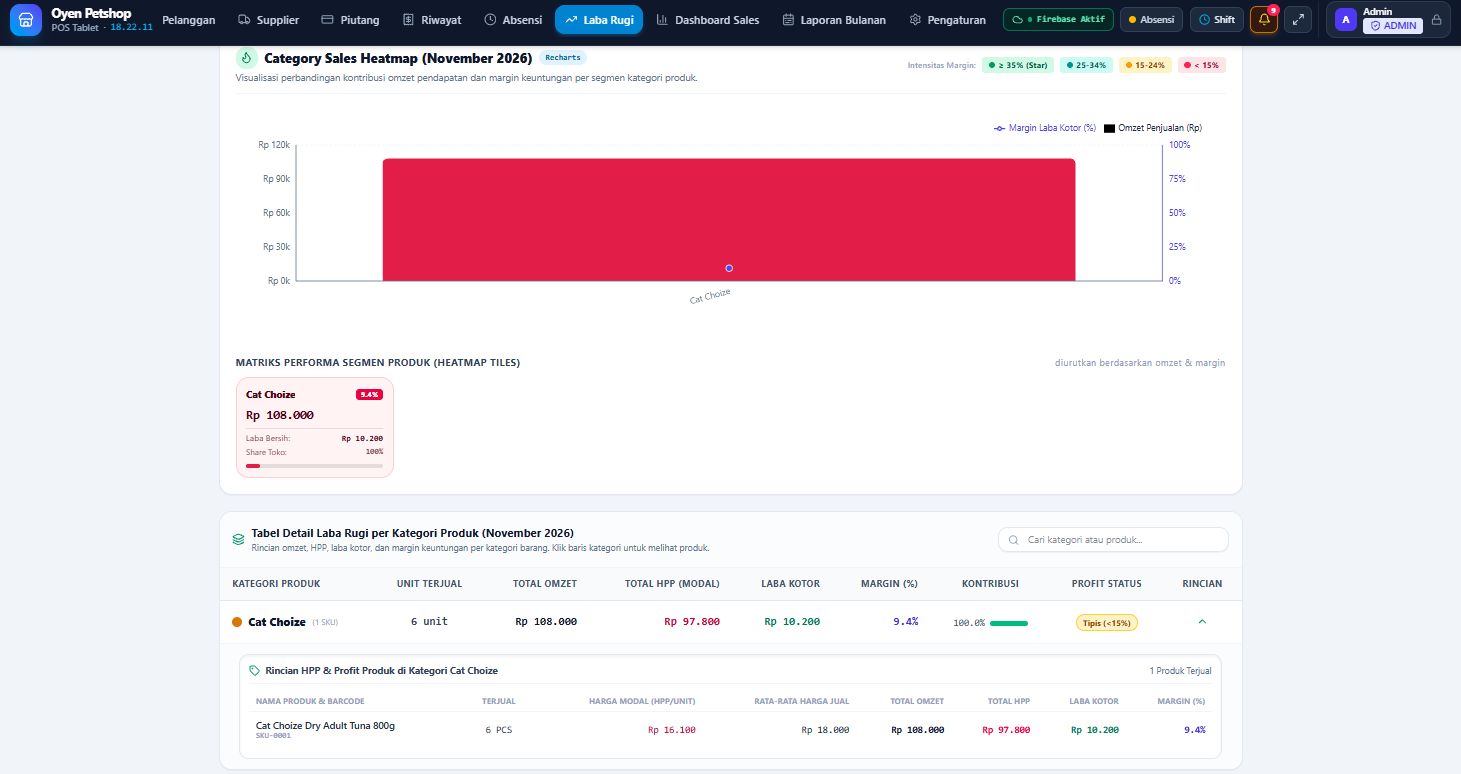 Oyen Petshop
POS Tablet · 18.22.11
Pelanggan
Supplier
Piutang
Riwayat
Absensi
Laba Rugi
Dashboard Sales
Laporan Bulanan
Pengaturan
Firebase Aktif
Absensi
Shift
9
A
Admin
ADMIN
Category Sales Heatmap (November 2026)
Recharts
Visualisasi perbandingan kontribusi omzet pendapatan dan margin keuntungan per segmen kategori produk.
Intensitas Margin:
≥ 35% (Star)
25-34%
15-24%
< 15%
Margin Laba Kotor (%)
Omzet Penjualan (Rp)
Rp 120k
Rp 90k
Rp 60k
Rp 30k
Rp 0k
100%
75%
50%
25%
0%
Cat Choize
MATRIKS PERFORMA SEGMEN PRODUK (HEATMAP TILES)
diurutkan berdasarkan omzet & margin
Cat Choize
9.4%
Rp 108.000
Laba Bersih:
Rp 10.200
Share Toko:
100%
Tabel Detail Laba Rugi per Kategori Produk (November 2026)
Rincian omzet, HPP, laba kotor, dan margin keuntungan per kategori barang. Klik baris kategori untuk melihat produk.
Cari kategori atau produk...
KATEGORI PRODUK
UNIT TERJUAL
TOTAL OMZET
TOTAL HPP (MODAL)
LABA KOTOR
MARGIN (%)
KONTRIBUSI
PROFIT STATUS
RINCIAN
Cat Choize (1 SKU)
6 unit
Rp 108.000
Rp 97.800
Rp 10.200
9.4%
100.0%
Tipis (<15%)
Rincian HPP & Profit Produk di Kategori Cat Choize
1 Produk Terjual
NAMA PRODUK & BARCODE
TERJUAL
HARGA MODAL (HPP/UNIT)
RATA-RATA HARGA JUAL
TOTAL OMZET
TOTAL HPP
LABA KOTOR
MARGIN (%)
Cat Choize Dry Adult Tuna 800g
SKU-0001
6 PCS
Rp 16.100
Rp 18.000
Rp 108.000
Rp 97.800
Rp 10.200
9.4%